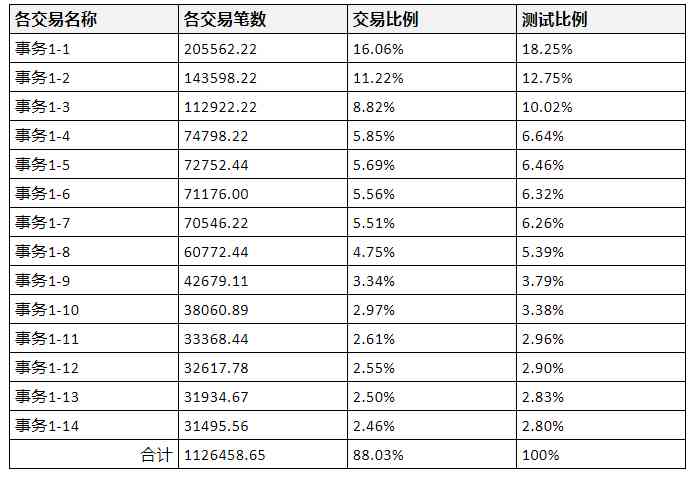 各交易名称 各交易笔数 交易比例 测试比例
事务1-1 205562.22 16.06% 18.25%
事务1-2 143598.22 11.22% 12.75%
事务1-3 112922.22 8.82% 10.02%
事务1-4 74798.22 5.85% 6.64%
事务1-5 72752.44 5.69% 6.46%
事务1-6 71176.00 5.56% 6.32%
事务1-7 70546.22 5.51% 6.26%
事务1-8 60772.44 4.75% 5.39%
事务1-9 42679.11 3.34% 3.79%
事务1-10 38060.89 2.97% 3.38%
事务1-11 33368.44 2.61% 2.96%
事务1-12 32617.78 2.55% 2.90%
事务1-13 31934.67 2.50% 2.83%
事务1-14 31495.56 2.46% 2.80%
合计 1126458.65 88.03% 100%